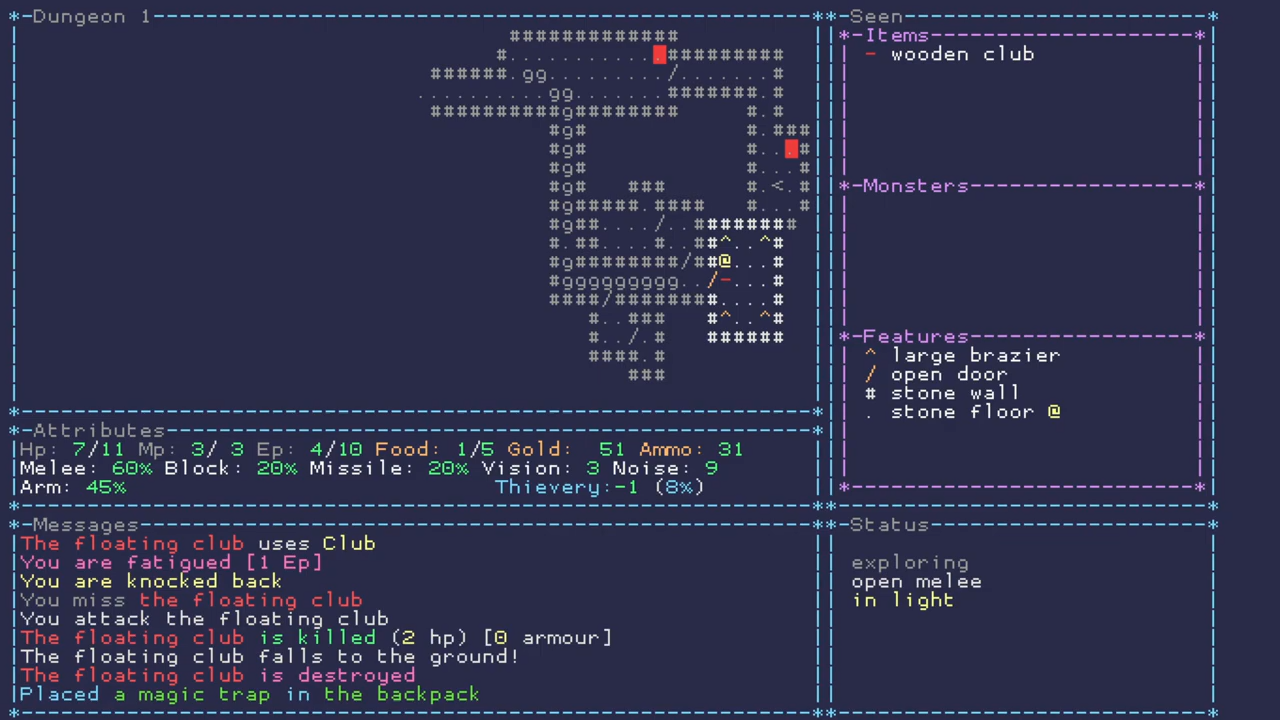 Dungeon 1
#############
#...........#########
######.gg........./.......#
..........gg.......#######.#
##########g######## #.#
#g# #.###
#g# #...#
#g# #...#
#g# ### #.<.#
#g#####.#### #...#
#g##..../..########
#.##....#..##^..^#
#g#########/##@...#
#ggggggggg../-...#
####/########....#
#..### #^..^#
#../.# ######
####.#
###
Attributes
Hp: 7/11 Mp: 3/ 3 Ep: 4/10 Food: 1/5 Gold: 51 Ammo: 31
Melee: 60% Block: 20% Missile: 20% Vision: 3 Noise: 9
Arm: 45% Thievery:-1 (8%)
Messages
The floating club uses Club
You are fatigued [1 Ep]
You are knocked back
You miss the floating club
You attack the floating club
The floating club is killed (2 hp) [0 armour]
The floating club falls to the ground!
The floating club is destroyed
Placed a magic trap in the backpack
Seen
Items
- wooden club
Monsters
Features
^ large brazier
/ open door
# stone wall
. stone floor @
Status
exploring
open melee
in light